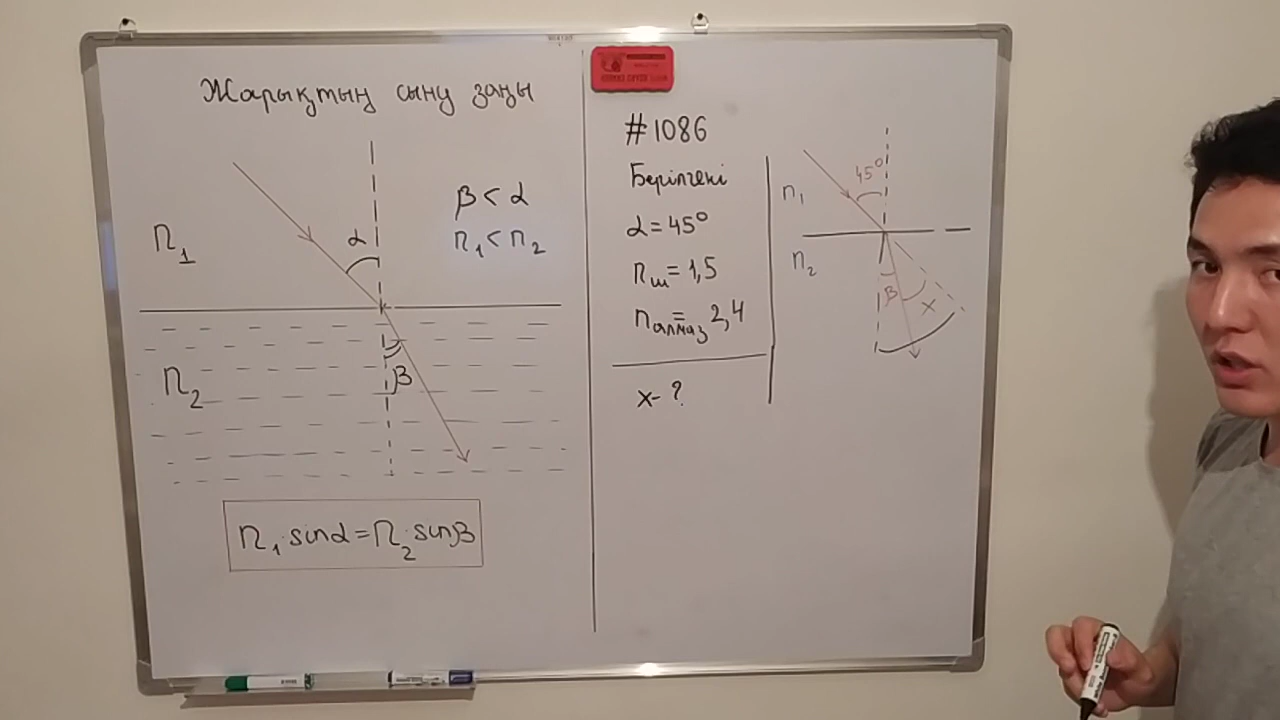 Жарықтың сыну заңы
α
β < α
n₁ < n₂
n₁
n₂
β
n₁ · sinα = n₂ · sinβ
#1086
Берілгені
α = 45°
nш = 1,5
nалмаз = 2,4
x - ?
45°
n₁
n₂
β
x